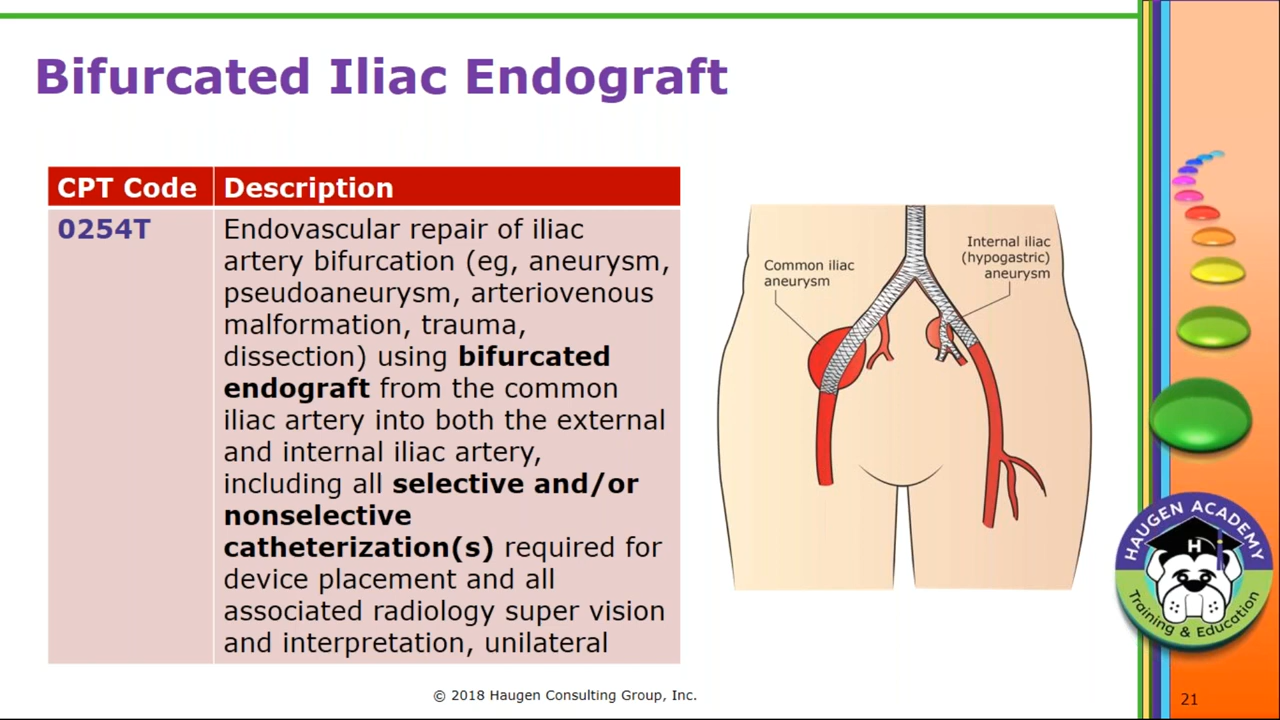 Bifurcated Iliac Endograft
CPT Code Description
0254T Endovascular repair of iliac
artery bifurcation (eg, aneurysm,
pseudoaneurysm, arteriovenous
malformation, trauma,
dissection) using bifurcated
endograft from the common
iliac artery into both the external
and internal iliac artery,
including all selective and/or
nonselective
catheterization(s) required for
device placement and all
associated radiology super vision
and interpretation, unilateral
Common iliac
aneurysm
Internal iliac
(hypogastric)
aneurysm
HAUGEN ACADEMY
H
Training & Education
© 2018 Haugen Consulting Group, Inc.
21